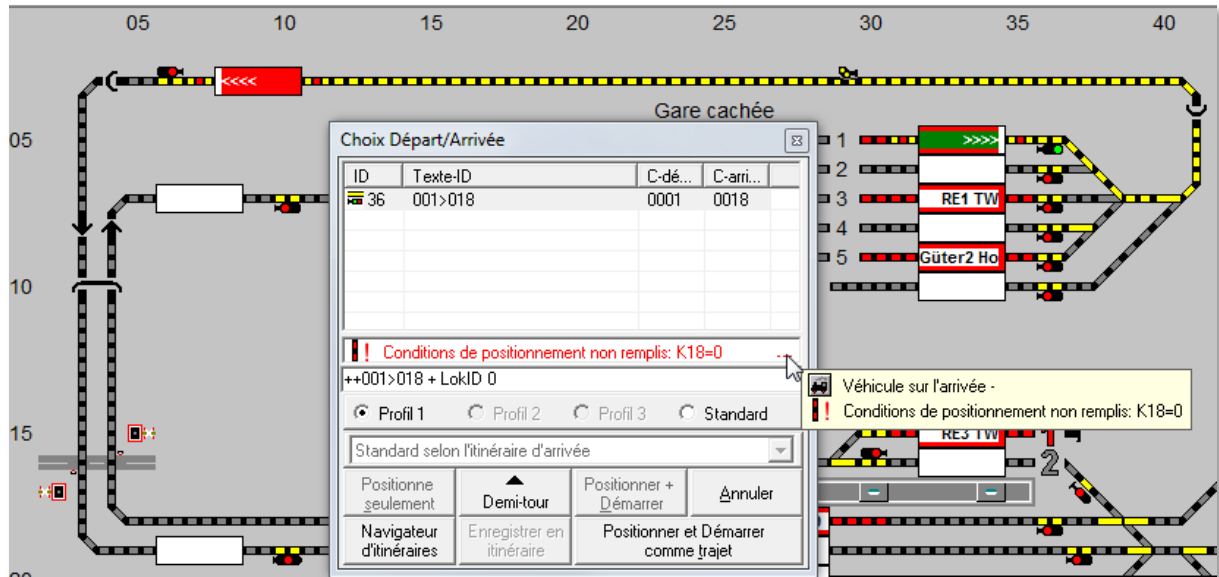 05 10 15 20 25 30 35 40
<<<<
Gare cachée
05
Choix Départ/Arrivée
1 >>>>
ID Texte-ID C-dé... C-arri...
2
36 001>018 0001 0018
3 RE1 TW
4
5 Güter2 Ho
10
Conditions de positionnement non remplis: K18=0 ...
++001>018 + LokID 0
Véhicule sur l'arrivée -
Conditions de positionnement non remplis: K18=0
Profil 1 Profil 2 Profil 3 Standard
15
RE3 TW 1
Standard selon l'itinéraire d'arrivée
2
Positionne seulement
Demi-tour
Positionner + Démarrer
Annuler
Navigateur d'itinéraires
Enregistrer en itinéraire
Positionner et Démarrer comme trajet